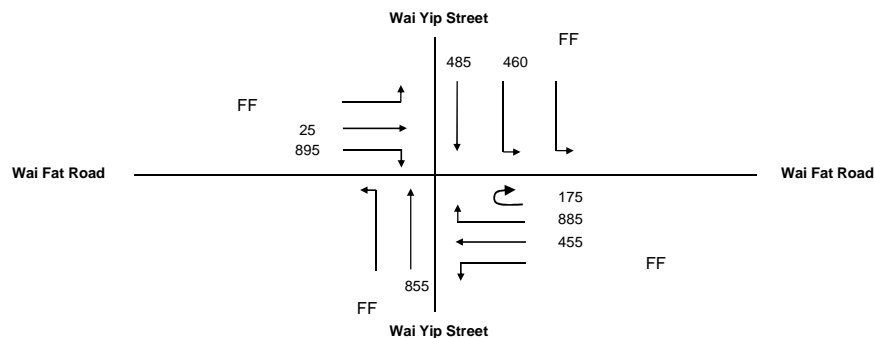 Wai Yip Street
FF
485 460
FF
25
895
Wai Fat Road
Wai Fat Road
175
885
455
FF
855
FF
Wai Yip Street